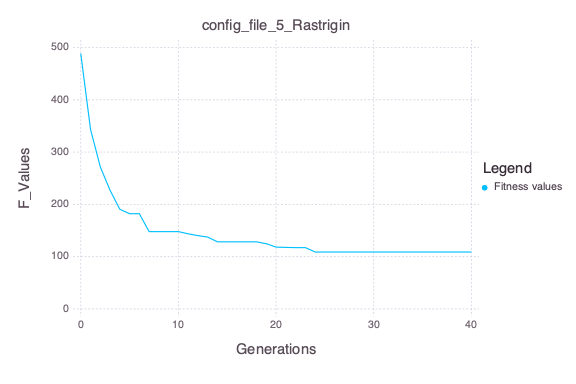 config_file_5_Rastrigin
500
400
300
200
100
0
F_Values
0 10 20 30 40
Generations
Legend
Fitness values